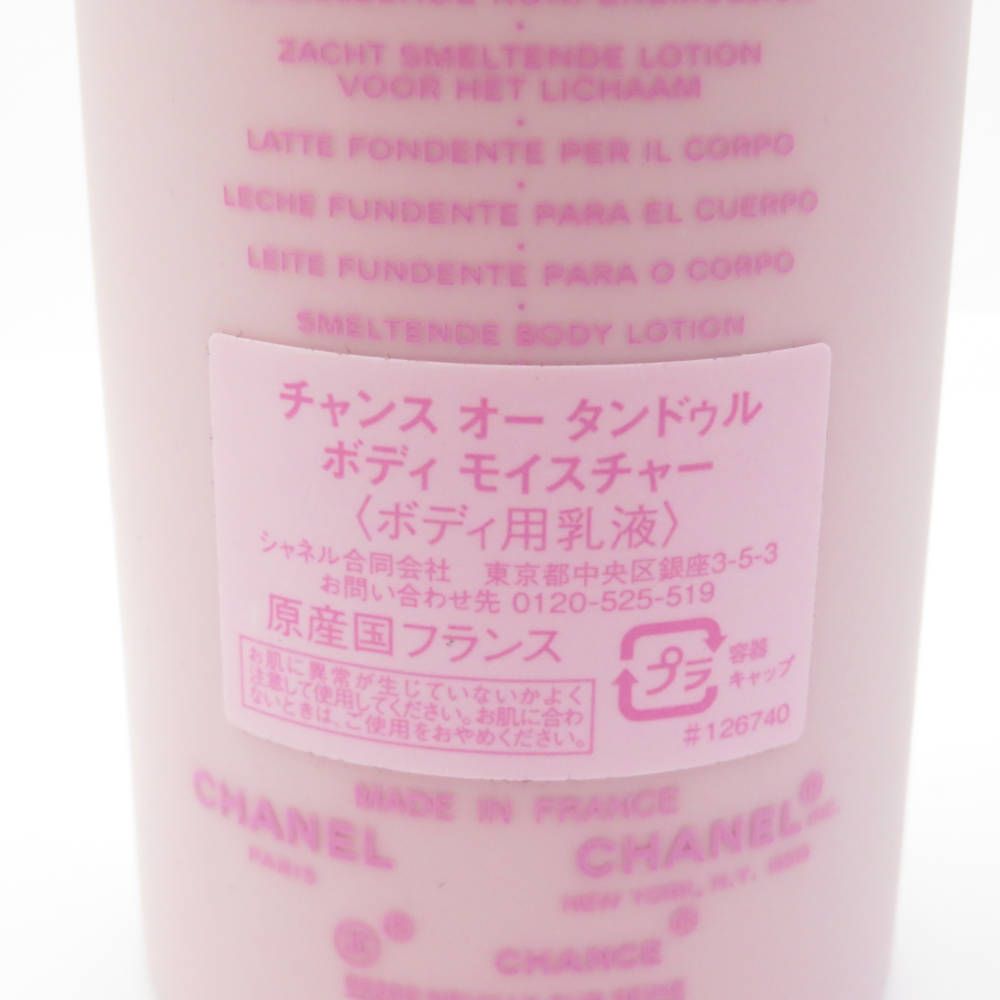 ZACHT SMELTENDE LOTION
VOOR HET LICHAAM
LATTE FONDENTE PER IL CORPO
LECHE FUNDENTE PARA EL CUERPO
LEITE FUNDENTE PARA O CORPO
SMELTENDE BODY LOTION
チャンス オー タンドゥル
ボディ モイスチャー
〈ボディ用乳液〉
シャネル合同会社 東京都中央区銀座3-5-3
お問い合わせ先 0120-525-519
原産国フランス
お肌に異常が生じていないかよく
注意して使用してください。お肌に合わ
ないときは、ご使用をおやめください。
プラ
容器
キャップ
#126740
MADE IN FRANCE
CHANEL
PARIS
CHANEL® INC.
NEW YORK, N.Y.
CHANCE®